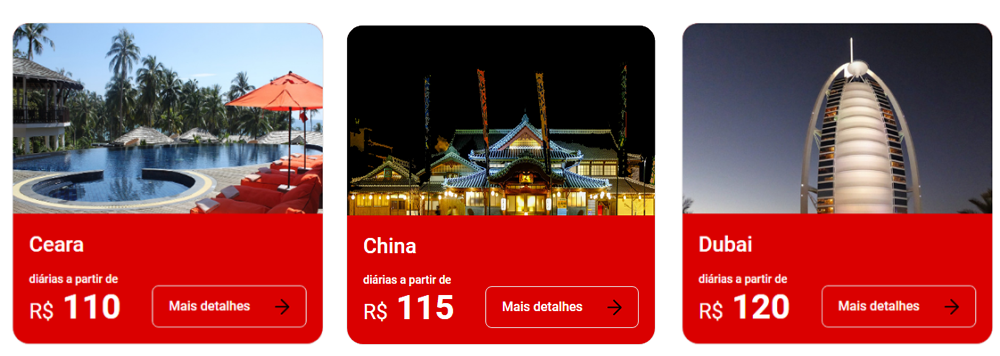 Ceara
diárias a partir de
R$ 110
Mais detalhes
China
diárias a partir de
R$ 115
Mais detalhes
Dubai
diárias a partir de
R$ 120
Mais detalhes